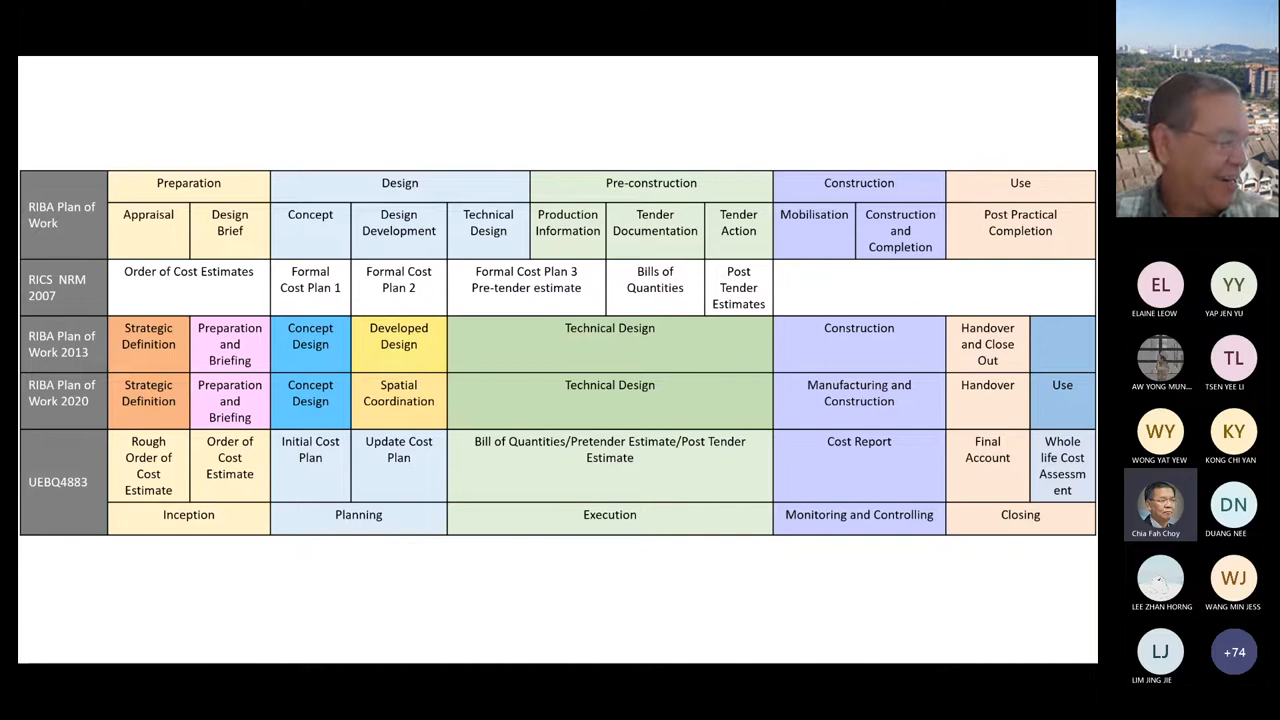 RIBA Plan of
Work
Preparation
Design
Pre-construction
Construction
Use
Appraisal
Design
Brief
Concept
Design
Development
Technical
Design
Production
Information
Tender
Documentation
Tender
Action
Mobilisation
Construction
and
Completion
Post Practical
Completion
RICS NRM
2007
Order of Cost Estimates
Formal
Cost Plan 1
Formal Cost
Plan 2
Formal Cost Plan 3
Pre-tender estimate
Bills of
Quantities
Post
Tender
Estimates
RIBA Plan of
Work 2013
Strategic
Definition
Preparation
and
Briefing
Concept
Design
Developed
Design
Technical Design
Construction
Handover
and Close
Out
RIBA Plan of
Work 2020
Strategic
Definition
Preparation
and
Briefing
Concept
Design
Spatial
Coordination
Technical Design
Manufacturing and
Construction
Handover
Use
UEBQ4883
Rough
Order of
Cost
Estimate
Order of
Cost
Estimate
Initial Cost
Plan
Update Cost
Plan
Bill of Quantities/Pretender Estimate/Post Tender
Estimate
Cost Report
Final
Account
Whole
life Cost
Assessm
ent
Inception
Planning
Execution
Monitoring and Controlling
Closing
EL
ELAINE LEOW
YY
YAP JEN YU
AW YONG MUN...
TL
TSEN YEE LI
WY
WONG YAT YEW
KY
KONG CHI YAN
Chia Fah Choy
DN
DUANG NEE
LEE ZHAN HORNG
WJ
WANG MIN JESS
LJ
LIM JING JIE
+74